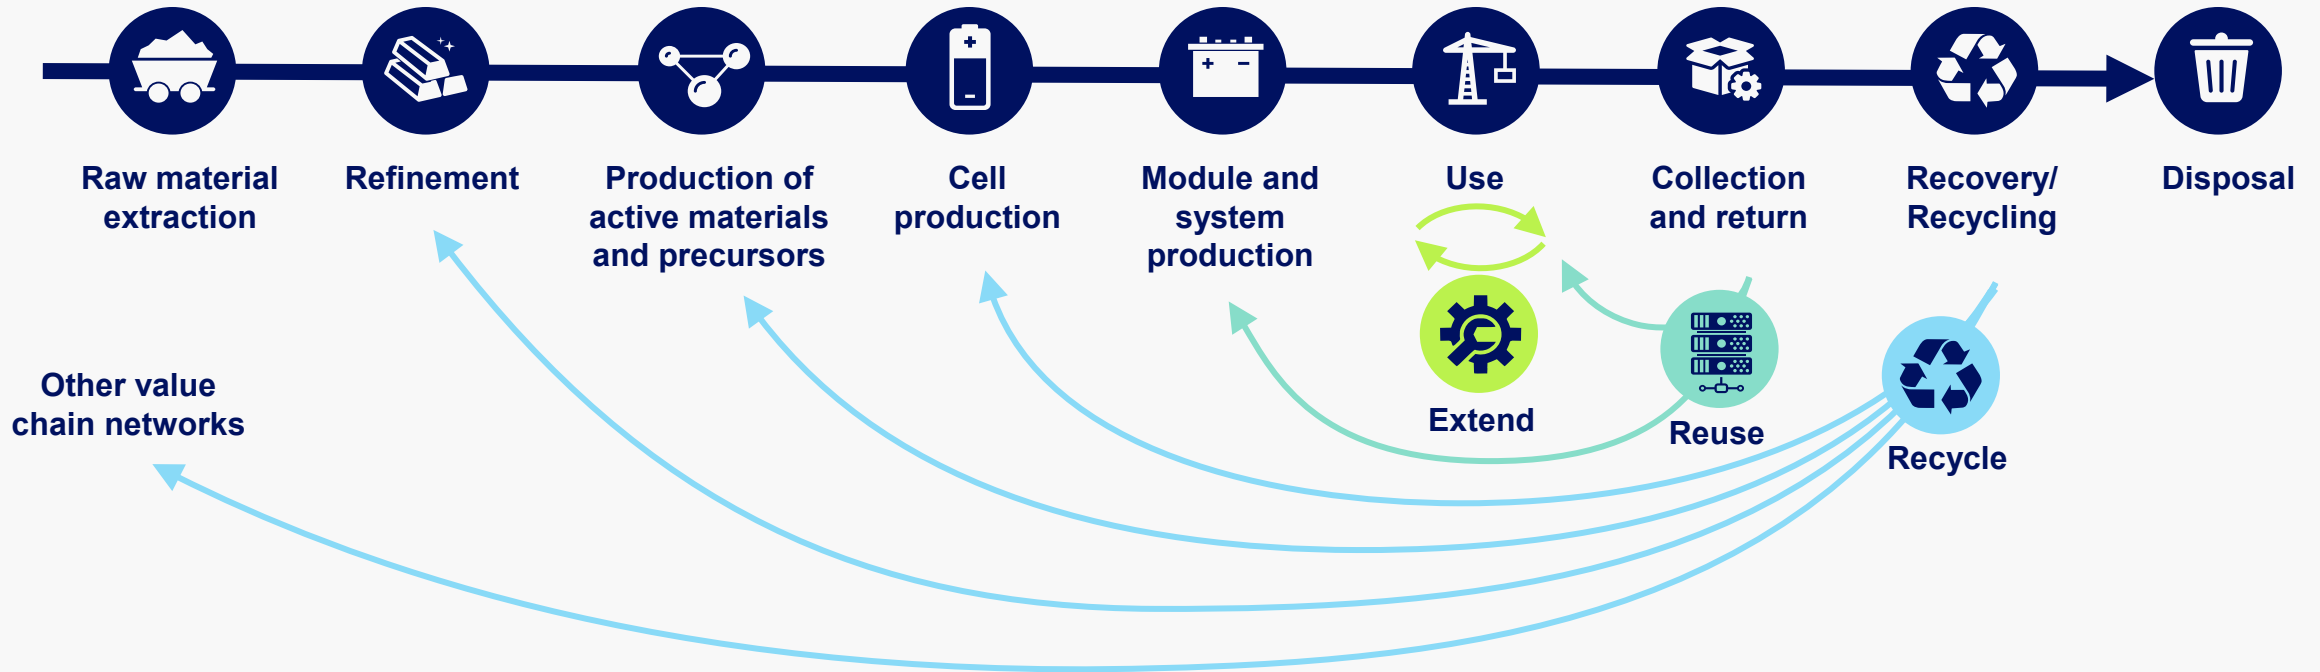 Raw material
extraction
Refinement
Production of
active materials
and precursors
Cell
production
Module and
system
production
Use
Collection
and return
Recovery/
Recycling
Disposal
Other value
chain networks
Extend
Reuse
Recycle